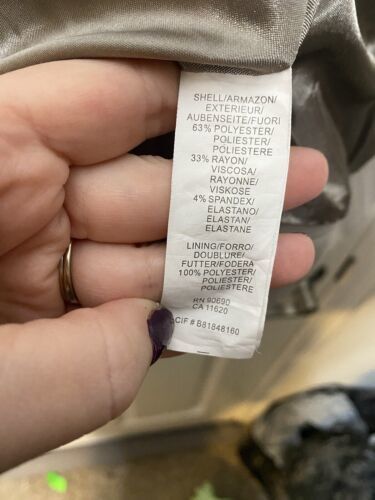 SHELL/ARMAZON/
EXTERIEUR/
AUBENSEITE/FUORI
63% POLYESTER/
POLIESTER/
POLIESTERE
33% RAYON/
VISCOSA/
RAYONNE/
VISKOSE
4% SPANDEX/
ELASTANO/
ELASTAN/
ELASTANE
LINING/FORRO/
DOUBLURE/
FUTTER/FODERA
100% POLYESTER/
POLIESTER/
POLIESTERE
RN 90690
CA 11620
CIF # B81848160